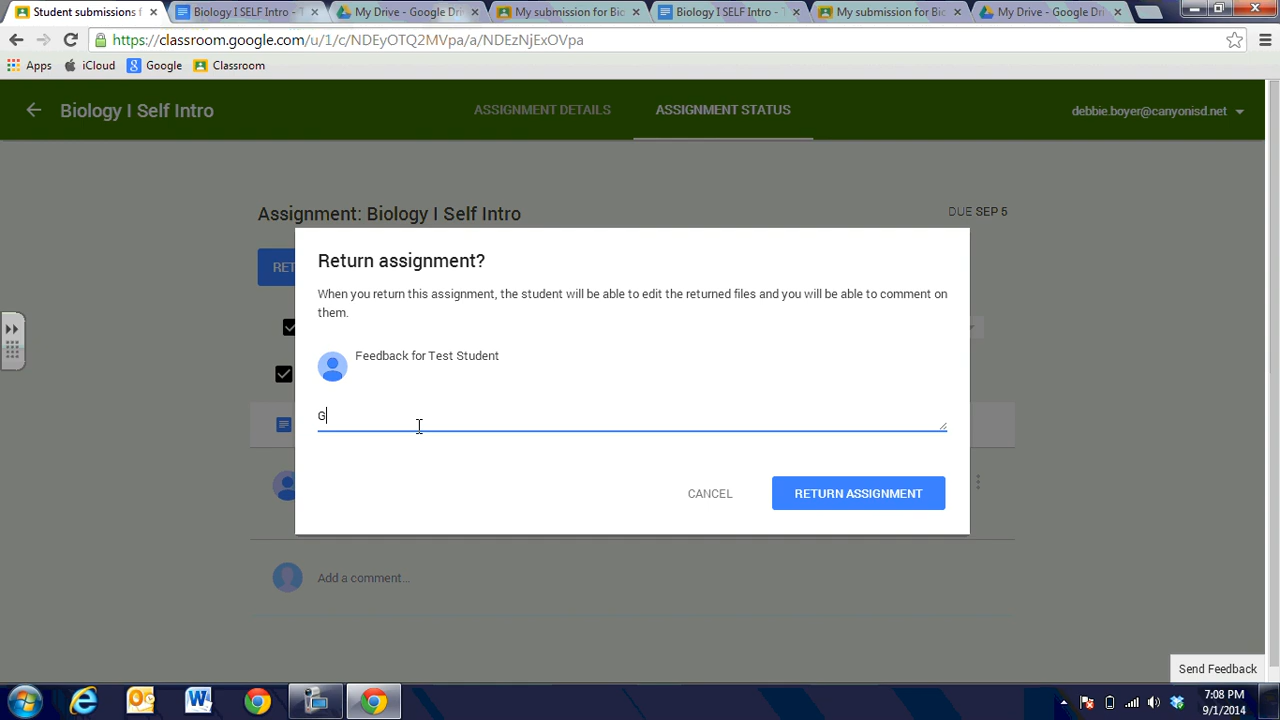 Student submissions f
Biology I SELF Intro - T
My Drive - Google Dri
My submission for Bio
Biology I SELF Intro - T
My submission for Bio
My Drive - Google Dri
https://classroom.google.com/u/1/c/NDEyOTQ2MVpa/a/NDEzNjExOVpa
Apps iCloud Google Classroom
Biology I Self Intro
ASSIGNMENT DETAILS
ASSIGNMENT STATUS
debbie.boyer@canyonisd.net
Assignment: Biology I Self Intro
DUE SEP 5
RET
Return assignment?
When you return this assignment, the student will be able to edit the returned files and you will be able to comment on
them.
Feedback for Test Student
G
CANCEL
RETURN ASSIGNMENT
Add a comment...
Send Feedback
7:08 PM
9/1/2014